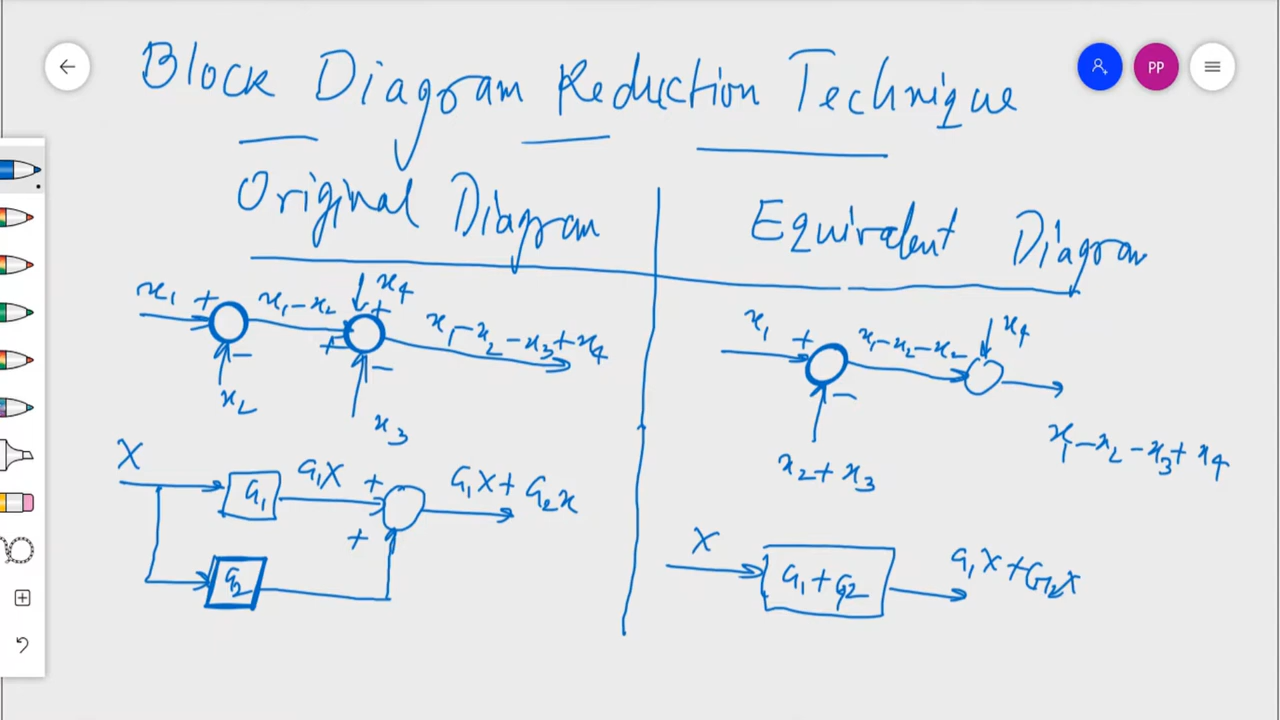 Block Diagram Reduction Technique
PP
Original Diagram
Equivalent Diagram
x1 + x1-x2 x4 + x1-x2-x3+x4
+
-
-
x2
x3
x1 + x1-x2-x2 x4
-
x2+x3
x1-x2-x3+x4
X G1 G1X + G1X+G2x
+
G2
X G1+G2 G1X+G2X